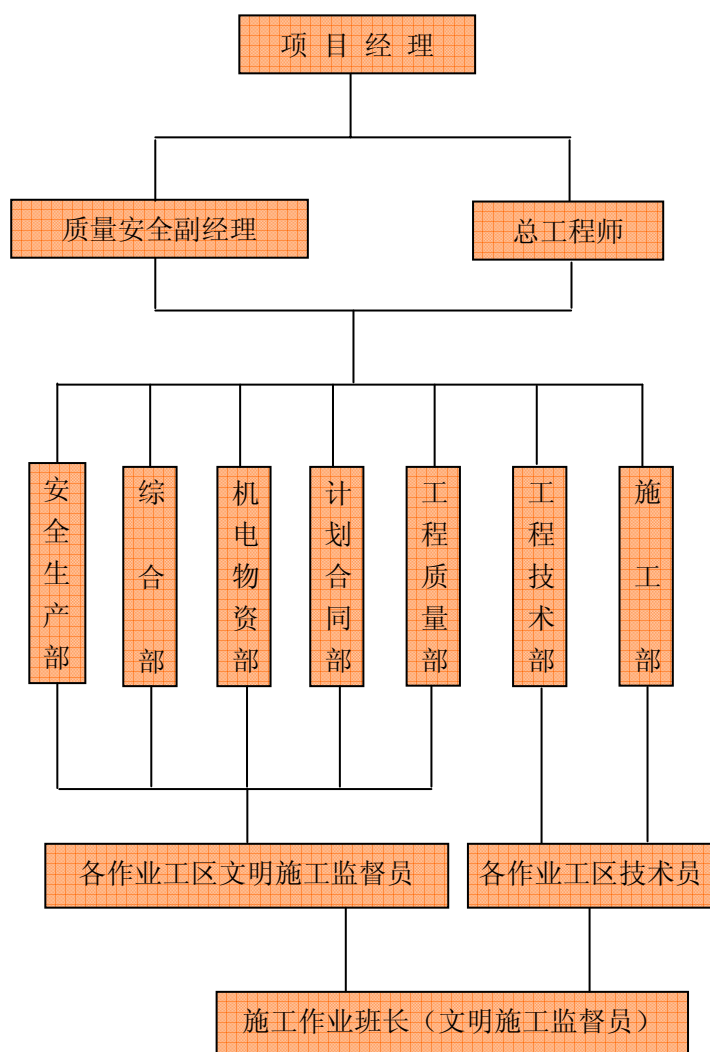 项目经理
质量安全副经理
总工程师
安全生产部
综合部
机电物资部
计划合同部
工程质量部
工程技术部
施工部
各作业工区文明施工监督员
各作业工区技术员
施工作业班长（文明施工监督员）